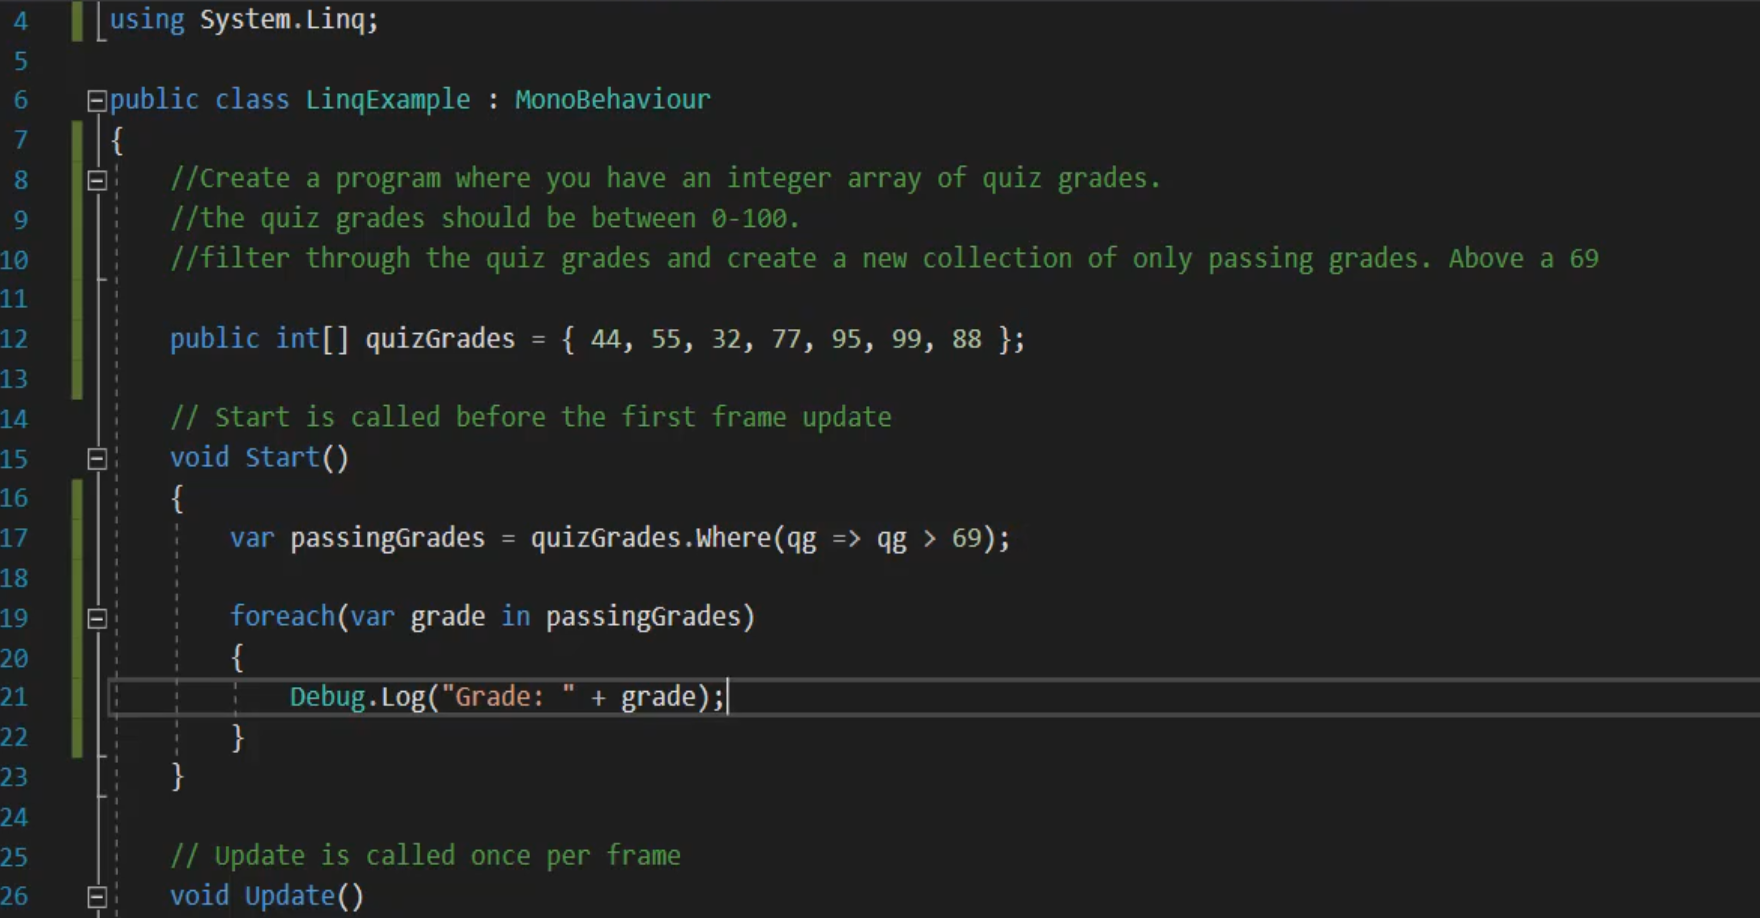 4 using System.Linq;
5
6 public class LinqExample : MonoBehaviour
7 {
8 //Create a program where you have an integer array of quiz grades.
9 //the quiz grades should be between 0-100.
10 //filter through the quiz grades and create a new collection of only passing grades. Above a 69
11
12 public int[] quizGrades = { 44, 55, 32, 77, 95, 99, 88 };
13
14 // Start is called before the first frame update
15 void Start()
16 {
17 var passingGrades = quizGrades.Where(qg => qg > 69);
18
19 foreach(var grade in passingGrades)
20 {
21 Debug.Log("Grade: " + grade);
22 }
23 }
24
25 // Update is called once per frame
26 void Update()